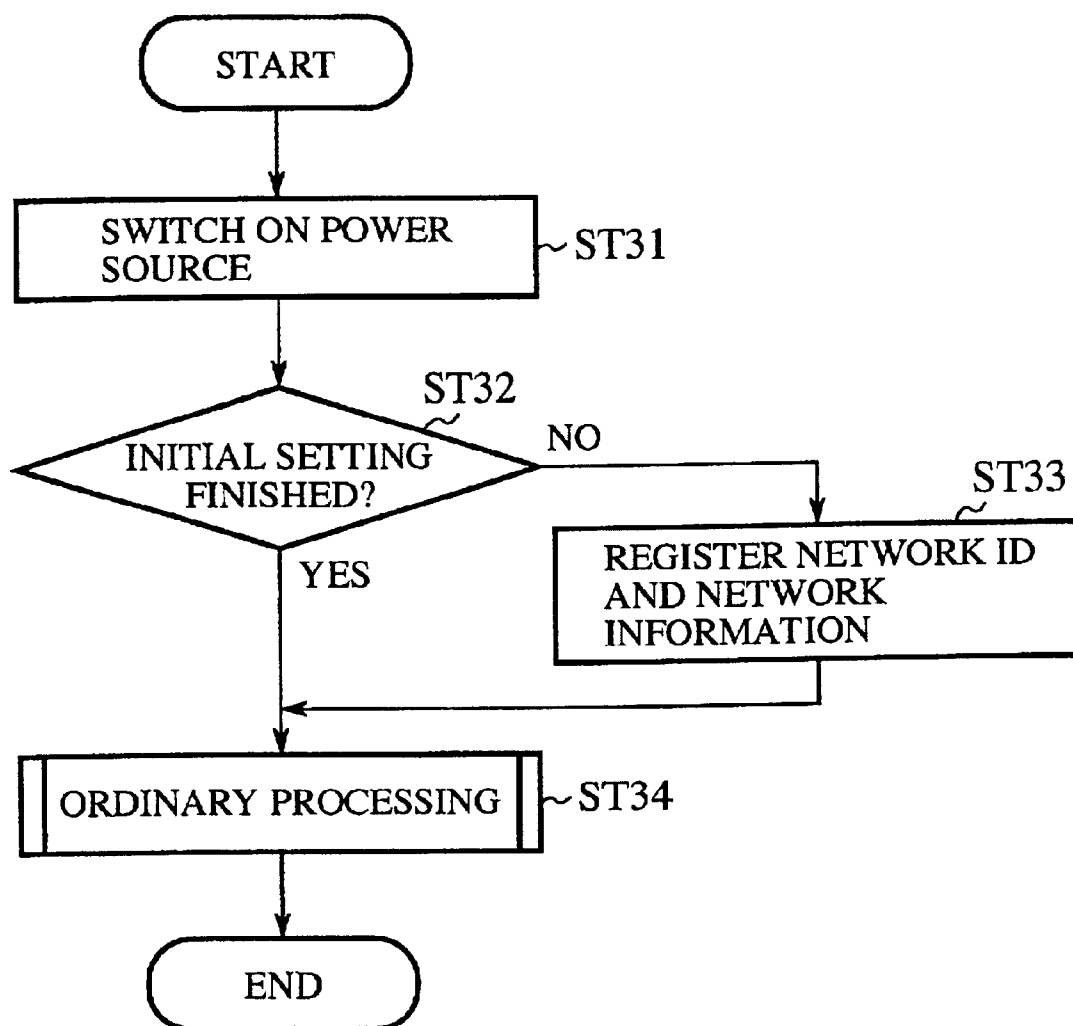 START
SWITCH ON POWER
SOURCE
ST31
ST32
INITIAL SETTING
FINISHED?
NO
YES
ST33
REGISTER NETWORK ID
AND NETWORK
INFORMATION
ORDINARY PROCESSING
ST34
END